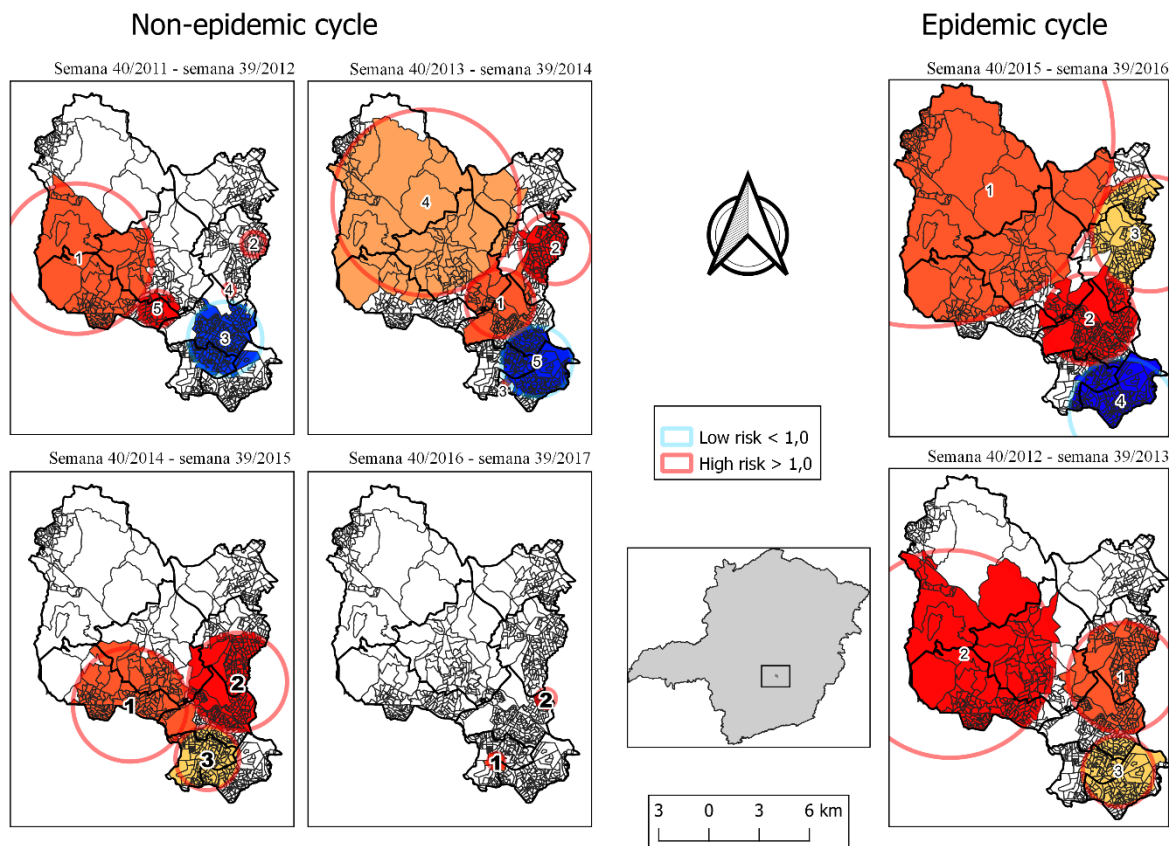 Non-epidemic cycle
Epidemic cycle
Semana 40/2011 - semana 39/2012
Semana 40/2013 - semana 39/2014
Semana 40/2015 - semana 39/2016
1
2
4
5
3
4
2
1
5
3
1
3
2
4
Low risk < 1,0
High risk > 1,0
Semana 40/2014 - semana 39/2015
Semana 40/2016 - semana 39/2017
Semana 40/2012 - semana 39/2013
1
2
3
2
1
2
1
3
3 0 3 6 km